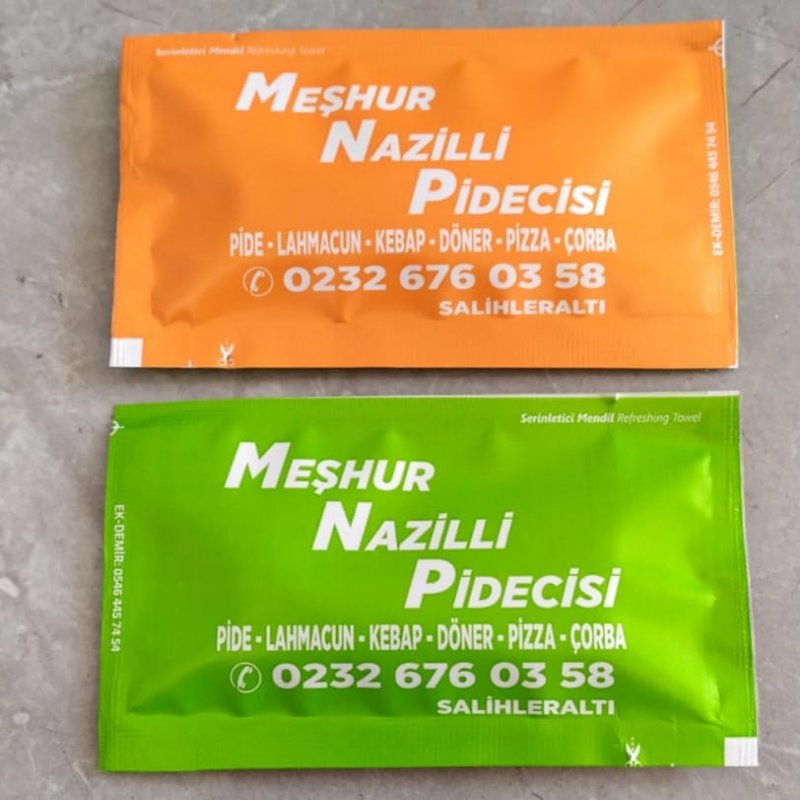 Serinletici Mendil Refreshing Towel
MEŞHUR
NAZİLLİ
PİDECİSİ
PİDE - LAHMACUN - KEBAP - DÖNER - PİZZA - ÇORBA
0232 676 03 58
SALİHLERALTI
EK-DEMİR: 0546 445 74 54
Serinletici Mendil Refreshing Towel
MEŞHUR
NAZİLLİ
PİDECİSİ
PİDE - LAHMACUN - KEBAP - DÖNER - PİZZA - ÇORBA
0232 676 03 58
SALİHLERALTI
EK-DEMİR: 0546 445 74 54